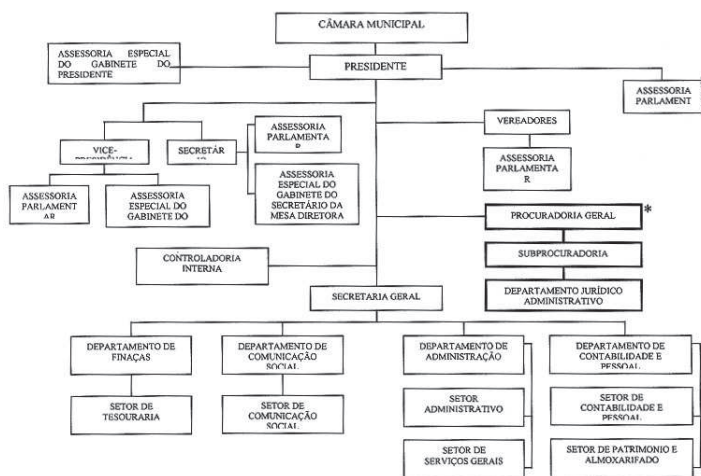 CÂMARA MUNICIPAL
ASSESSORIA ESPECIAL
DO GABINETE DO
PRESIDENTE
PRESIDENTE
ASSESSORIA
PARLAMENT
ASSESSORIA
PARLAMENTA
VEREADORES
VICE-
SECRETÁR
ASSESSORIA
PARLAMENTA
R
ASSESSORIA
PARLAMENT
AR
ASSESSORIA
ESPECIAL DO
GABINETE DO
ASSESSORIA
ESPECIAL DO
GABINETE DO
SECRETÁRIO DA
MESA DIRETORA
PROCURADORIA GERAL *
SUBPROCURADORIA
CONTROLADORIA
INTERNA
DEPARTAMENTO JURÍDICO
ADMINISTRATIVO
SECRETARIA GERAL
DEPARTAMENTO DE
FINAÇAS
DEPARTAMENTO DE
COMUNICAÇÃO
SOCIAL
DEPARTAMENTO DE
ADMINISTRAÇÃO
DEPARTAMENTO DE
CONTABILIDADE E
PESSOAL
SETOR DE
TESOURARIA
SETOR DE
COMUNICAÇÃO
SOCIAL
SETOR
ADMINISTRATIVO
SETOR DE
CONTABILIDADE E
PESSOAL
SETOR DE
SERVIÇOS GERAIS
SETOR DE PATRIMONIO E
ALMOXARIFADO